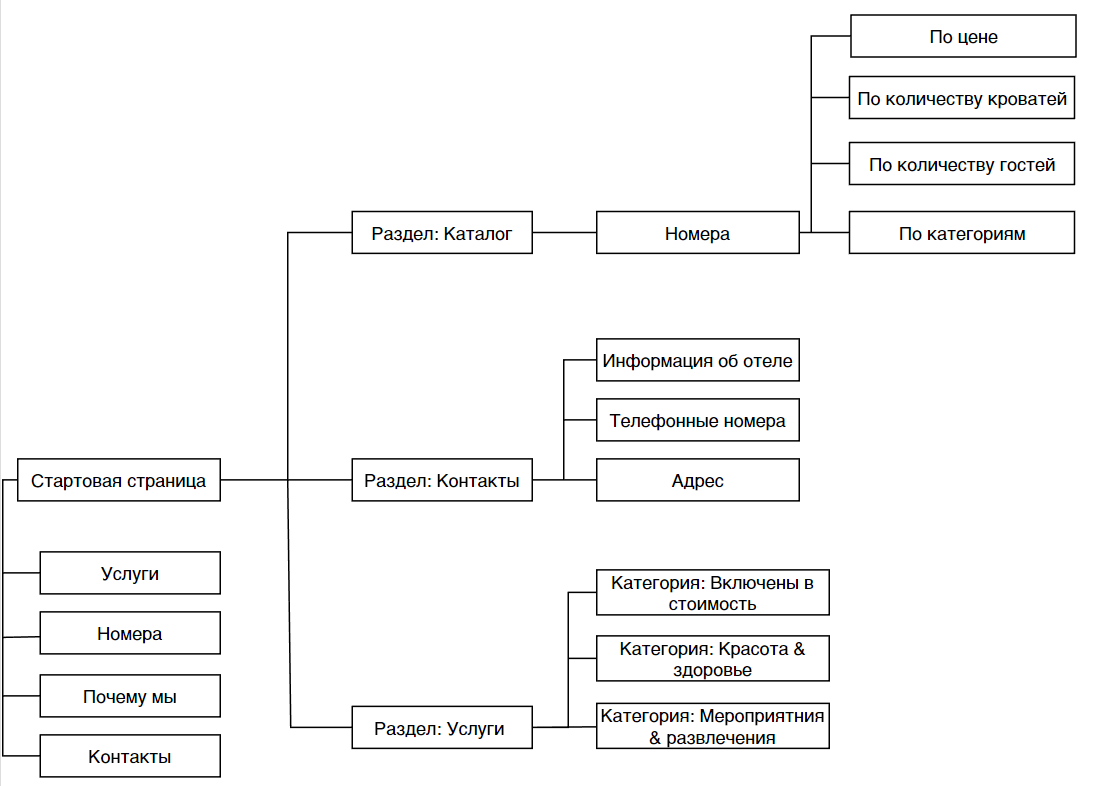 По цене
По количеству кроватей
По количеству гостей
Раздел: Каталог
Номера
По категориям
Информация об отеле
Телефонные номера
Стартовая страница
Раздел: Контакты
Адрес
Услуги
Номера
Почему мы
Контакты
Категория: Включены в
стоимость
Категория: Красота &
здоровье
Раздел: Услуги
Категория: Мероприятния
& развлечения